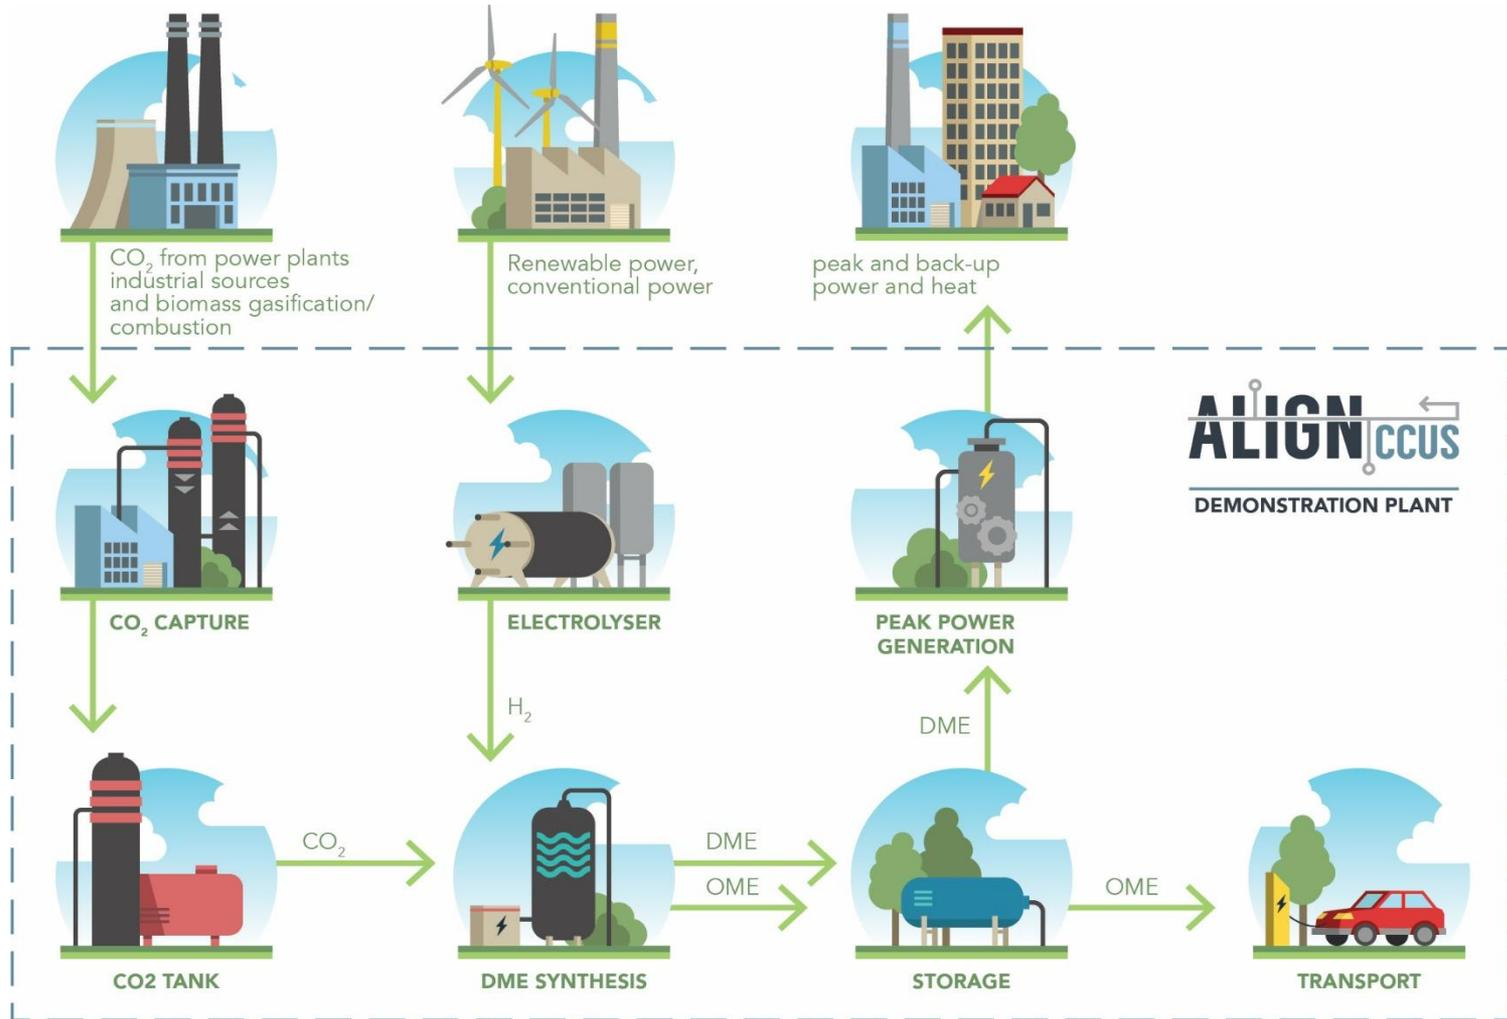 CO₂ from power plants
industrial sources
and biomass gasification/
combustion
Renewable power,
conventional power
peak and back-up
power and heat
ALIGN CCUS
DEMONSTRATION PLANT
CO₂ CAPTURE
ELECTROLYSER
PEAK POWER
GENERATION
H₂
DME
CO₂
DME
OME
OME
CO2 TANK
DME SYNTHESIS
STORAGE
TRANSPORT